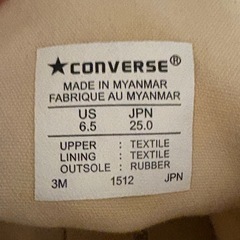 ★CONVERSE®
MADE IN MYANMAR
FABRIQUE AU MYANMAR
US JPN
6.5 25.0
UPPER : TEXTILE
LINING : TEXTILE
OUTSOLE : RUBBER
3M 1512 JPN